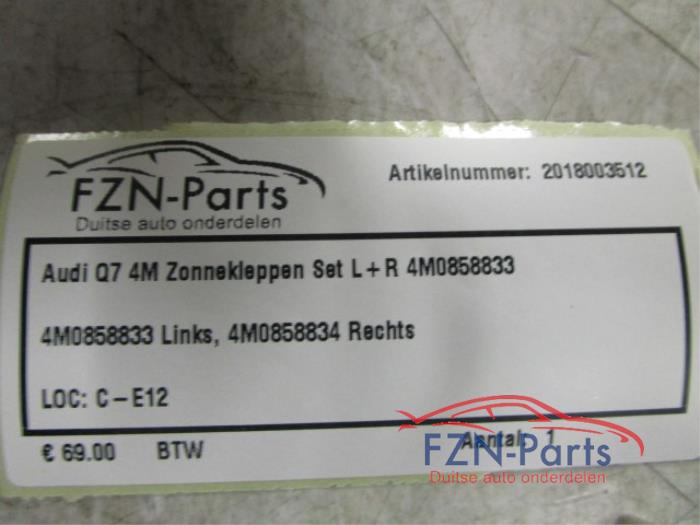 FZN-Parts
Duitse auto onderdelen
Artikelnummer: 2018003512
Audi Q7 4M Zonnekleppen Set L+R 4M0858833
4M0858833 Links, 4M0858834 Rechts
LOC: C-E12
€ 69.00 BTW Aantal: 1
FZN-Parts
Duitse auto onderdelen